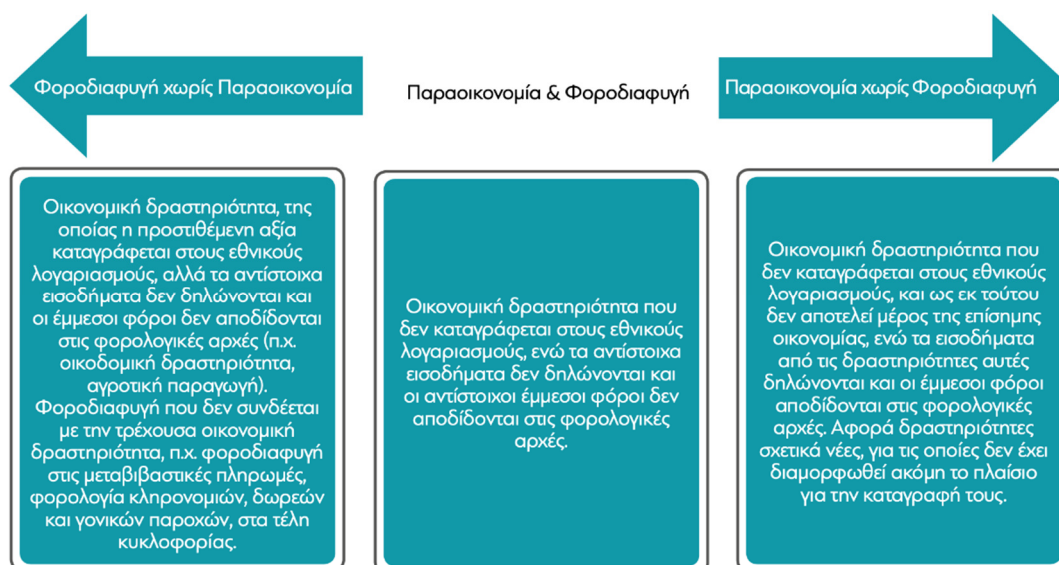 Φοροδιαφυγή χωρίς Παραοικονομία
Παραοικονομία & Φοροδιαφυγή
Παραοικονομία χωρίς Φοροδιαφυγή
Οικονομική δραστηριότητα, της
οποίας η προστιθέμενη αξία
καταγράφεται στους εθνικούς
λογαριασμούς, αλλά τα αντίστοιχα
εισοδήματα δεν δηλώνονται και
οι έμμεσοι φόροι δεν αποδίδονται
στις φορολογικές αρχές (π.χ.
οικοδομική δραστηριότητα,
αγροτική παραγωγή).
Φοροδιαφυγή που δεν συνδέεται
με την τρέχουσα οικονομική
δραστηριότητα, π.χ. φοροδιαφυγή
στις μεταβιβαστικές πληρωμές,
φορολογία κληρονομιών, δωρεών
και γονικών παροχών, στα τέλη
κυκλοφορίας.
Οικονομική δραστηριότητα που
δεν καταγράφεται στους εθνικούς
λογαριασμούς, ενώ τα αντίστοιχα
εισοδήματα δεν δηλώνονται και
οι αντίστοιχοι έμμεσοι φόροι δεν
αποδίδονται στις φορολογικές
αρχές.
Οικονομική δραστηριότητα που
δεν καταγράφεται στους εθνικούς
λογαριασμούς, και ως εκ τούτου
δεν αποτελεί μέρος της επίσημης
οικονομίας, ενώ τα εισοδήματα
από τις δραστηριότητες αυτές
δηλώνονται και οι έμμεσοι φόροι
αποδίδονται στις φορολογικές
αρχές. Αφορά δραστηριότητες
σχετικά νέες, για τις οποίες δεν έχει
διαμορφωθεί ακόμη το πλαίσιο
για την καταγραφή τους.